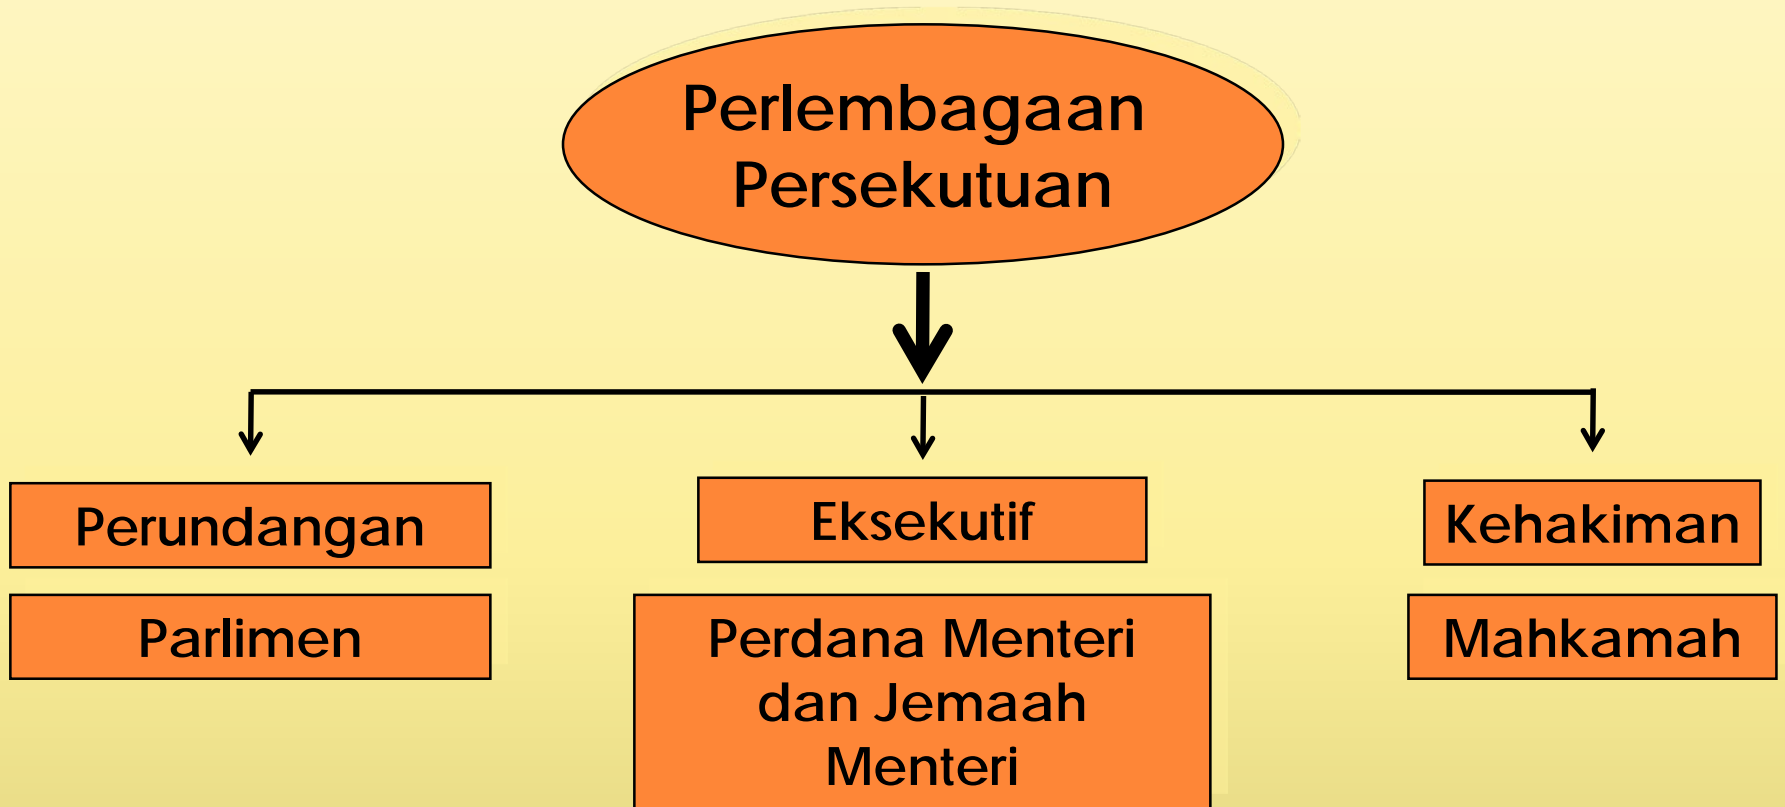 Perlembagaan
Persekutuan
Perundangan
Eksekutif
Kehakiman
Parlimen
Perdana Menteri
dan Jemaah
Menteri
Mahkamah